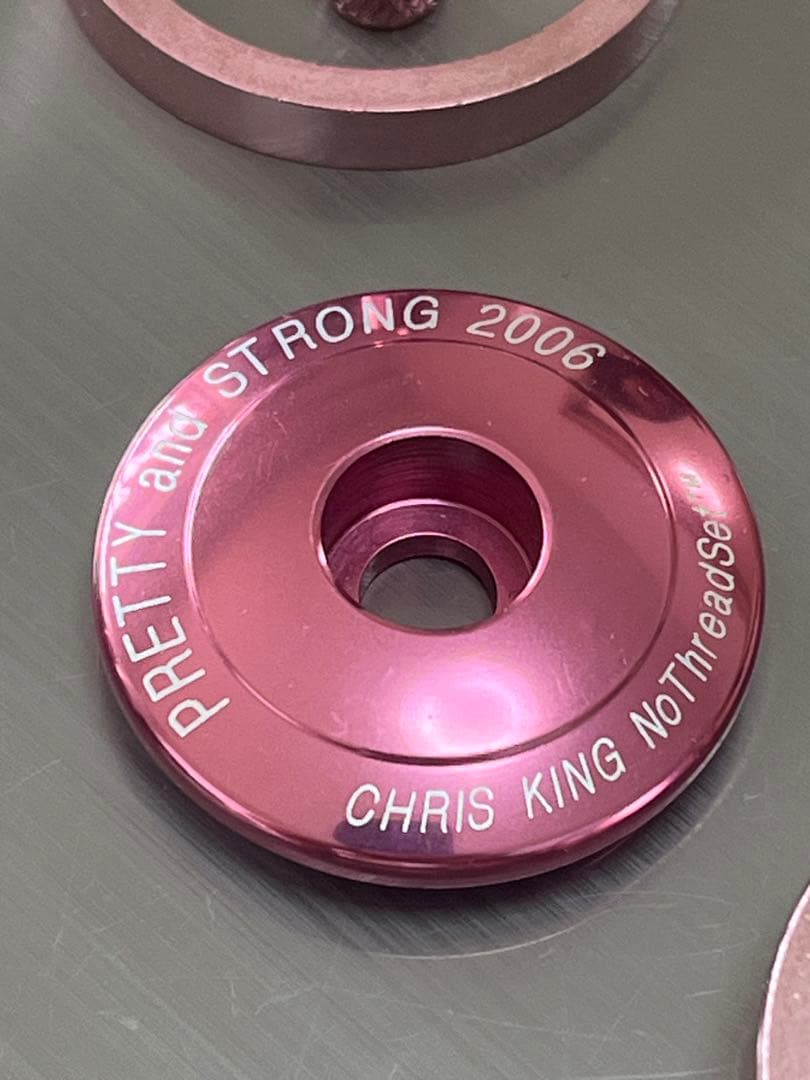 PRETTY and STRONG 2006
CHRIS KING NoThreadSet™